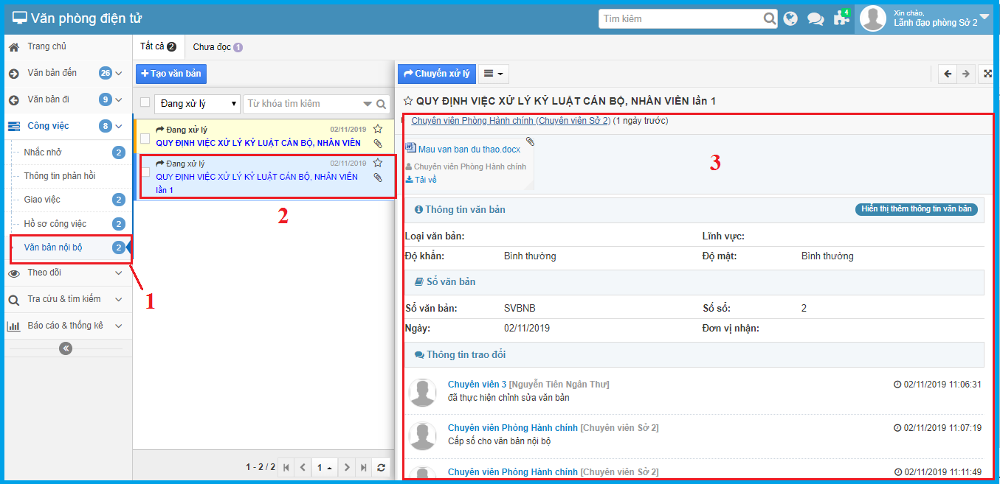 Văn phòng điện tử
Tìm kiếm
4
Xin chào,
Lãnh đạo phòng Sở 2
Trang chủ
Văn bản đến 26
Văn bản đi 9
Công việc 8
Nhắc nhở 2
Thông tin phản hồi
Giao việc 2
Hồ sơ công việc 2
Văn bản nội bộ 2
Theo dõi
Tra cứu & tìm kiếm
Báo cáo & thống kê
1
Tất cả 2 Chưa đọc 1
+ Tạo văn bản
Đang xử lý Từ khóa tìm kiếm
Đang xử lý 02/11/2019
QUY ĐỊNH VIỆC XỬ LÝ KỶ LUẬT CÁN BỘ, NHÂN VIÊN
Đang xử lý 02/11/2019
QUY ĐỊNH VIỆC XỬ LÝ KỶ LUẬT CÁN BỘ, NHÂN VIÊN
lần 1
2
1 - 2 / 2 1
Chuyển xử lý
QUY ĐỊNH VIỆC XỬ LÝ KỶ LUẬT CÁN BỘ, NHÂN VIÊN lần 1
Chuyên viên Phòng Hành chính (Chuyên viên Sở 2) (1 ngày trước)
Mau van ban du thao.docx
Chuyên viên Phòng Hành chính
Tải về
3
Thông tin văn bản Hiển thị thêm thông tin văn bản
Loại văn bản: Lĩnh vực:
Độ khẩn: Bình thường Độ mật: Bình thường
Sổ văn bản
Sổ văn bản: SVBNB Số sổ: 2
Ngày: 02/11/2019 Đơn vị nhận:
Thông tin trao đổi
Chuyên viên 3 [Nguyễn Tiên Ngân Thư] 02/11/2019 11:06:31
đã thực hiện chỉnh sửa văn bản
Chuyên viên Phòng Hành chính [Chuyên viên Sở 2] 02/11/2019 11:07:19
Cấp số cho văn bản nội bộ
Chuyên viên Phòng Hành chính [Chuyên viên Sở 2] 02/11/2019 11:11:49